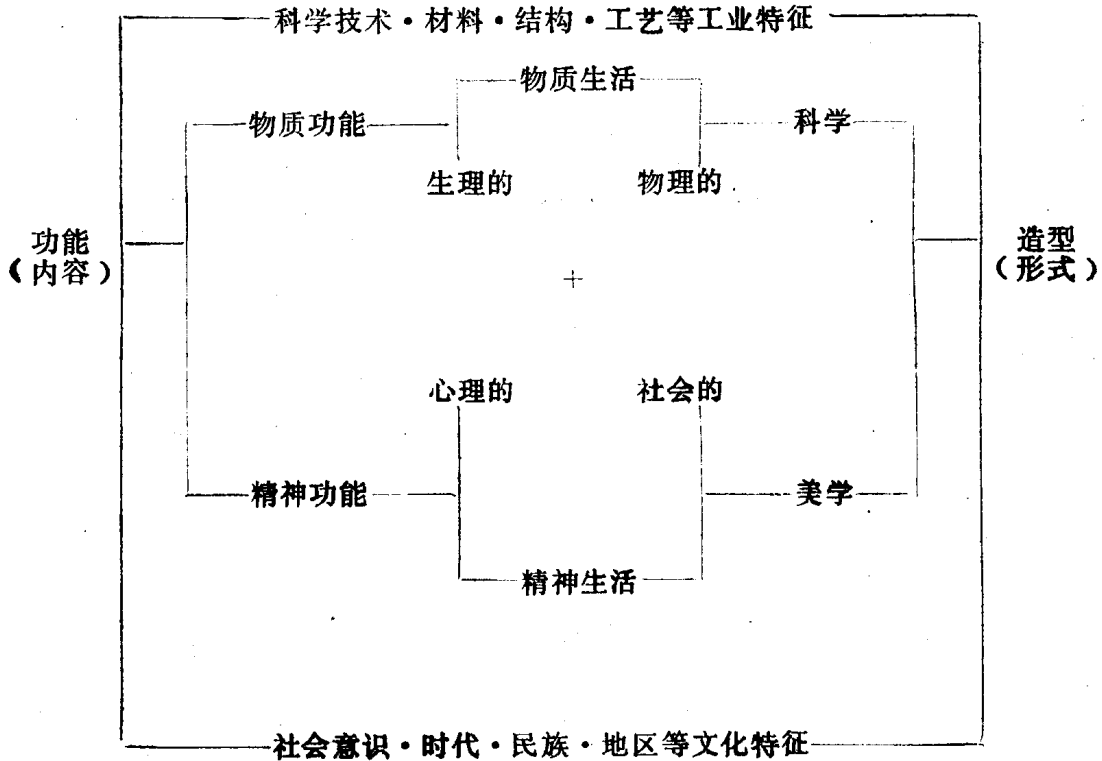 科学技术·材料·结构·工艺等工业特征
物质生活
物质功能
科学
生理的
物理的
功能
（内容）
造型
（形式）
+
心理的
社会的
精神功能
美学
精神生活
社会意识·时代·民族·地区等文化特征